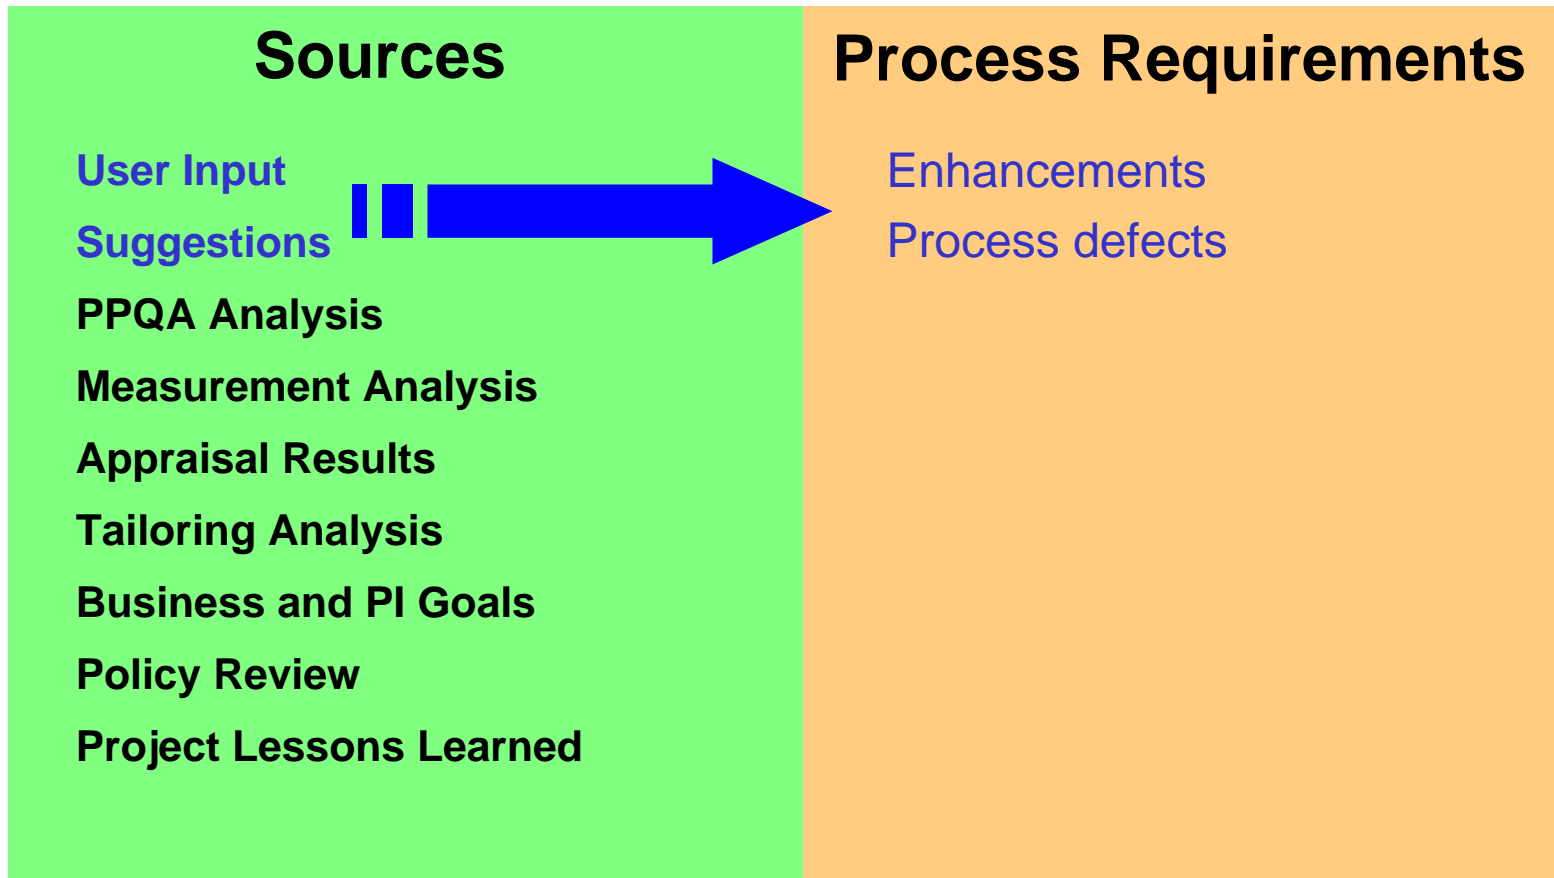 Sources
User Input
Suggestions
PPQA Analysis
Measurement Analysis
Appraisal Results
Tailoring Analysis
Business and PI Goals
Policy Review
Project Lessons Learned
Process Requirements
Enhancements
Process defects